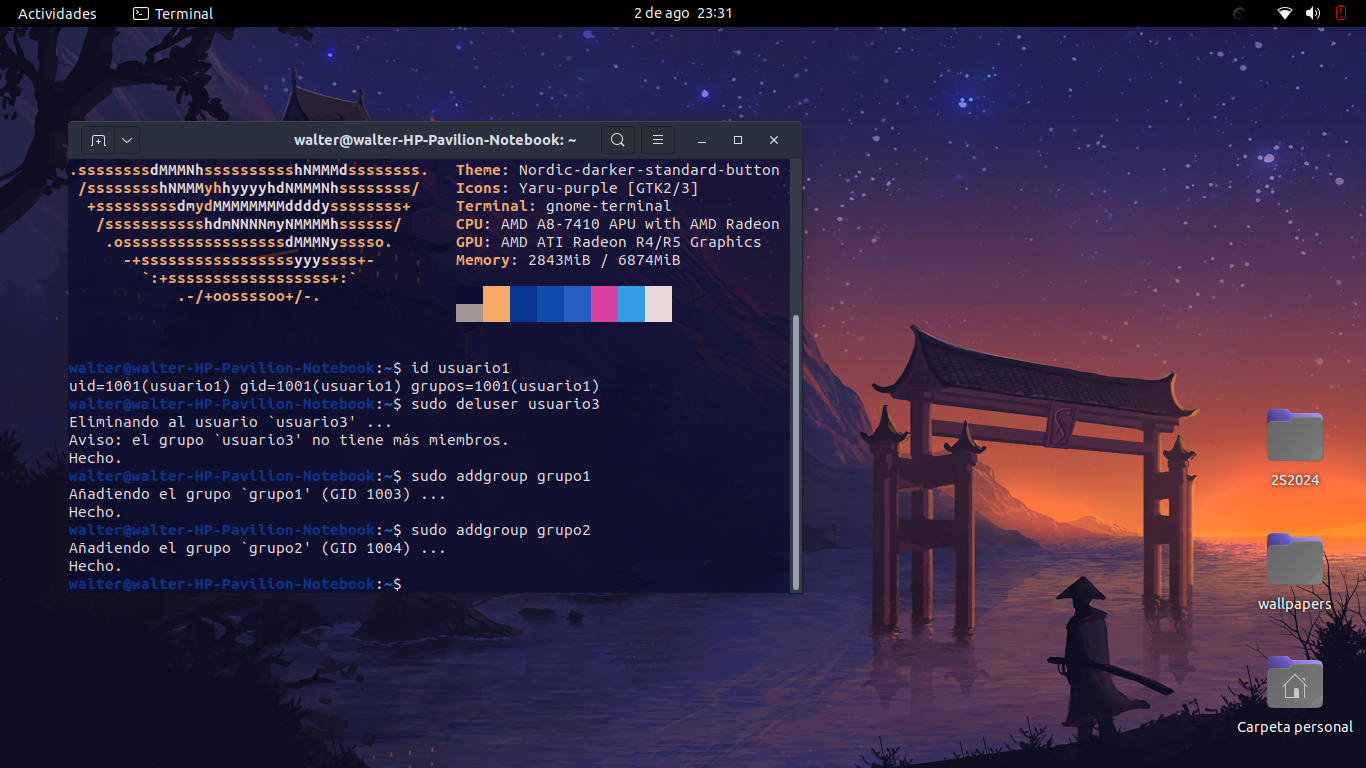 Actividades
Terminal
2 de ago 23:31
walter@walter-HP-Pavilion-Notebook: ~
.ssssssssdMMMNhsssssssssshNMMMdssssssss.
Theme: Nordic-darker-standard-button
/sssssssshNMMMyhhyyyyhdNMMMNhssssssss/
Icons: Yaru-purple [GTK2/3]
+sssssssssdmydMMMMMMMMddddyssssssss+
Terminal: gnome-terminal
/ssssssssssshdmNNNNmyNMMMMhssssss/
CPU: AMD A8-7410 APU with AMD Radeon
.ossssssssssssssssssdMMMNysssso.
GPU: AMD ATI Radeon R4/R5 Graphics
-+sssssssssssssssssyyyssss+-
Memory: 2843MiB / 6874MiB
`:+ssssssssssssssssss+:`
.-/+oossssoo+/-.
walter@walter-HP-Pavilion-Notebook:~$ id usuario1
uid=1001(usuario1) gid=1001(usuario1) grupos=1001(usuario1)
walter@walter-HP-Pavilion-Notebook:~$ sudo deluser usuario3
Eliminando al usuario `usuario3' ...
Aviso: el grupo `usuario3' no tiene más miembros.
Hecho.
walter@walter-HP-Pavilion-Notebook:~$ sudo addgroup grupo1
Añadiendo el grupo `grupo1' (GID 1003) ...
Hecho.
walter@walter-HP-Pavilion-Notebook:~$ sudo addgroup grupo2
Añadiendo el grupo `grupo2' (GID 1004) ...
Hecho.
walter@walter-HP-Pavilion-Notebook:~$
2S2024
wallpapers
Carpeta personal